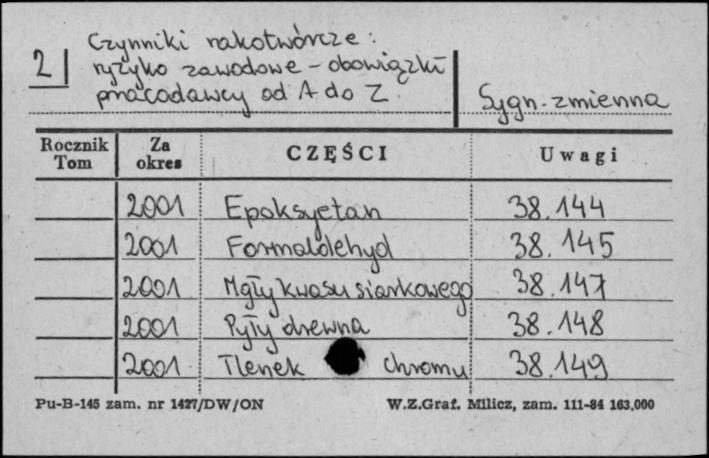 2 | Czynniki rakotwórcze:
ryzyko zawodowe - obowiązki
pracodawcy od A do Z.
Sygn. zmienna
Rocznik Tom | Za okres | CZĘŚCI | Uwagi
2001 Epoksyetan 38.144
2001 Formaldehyd 38.145
2001 Mgły kwasu siarkowego 38.147
2001 Pyły drewna 38.148
2001 Tlenek chromu 38.149
Pu-B-145 zam. nr 1427/DW/ON W.Z.Graf. Milicz, zam. 111-84 163.000